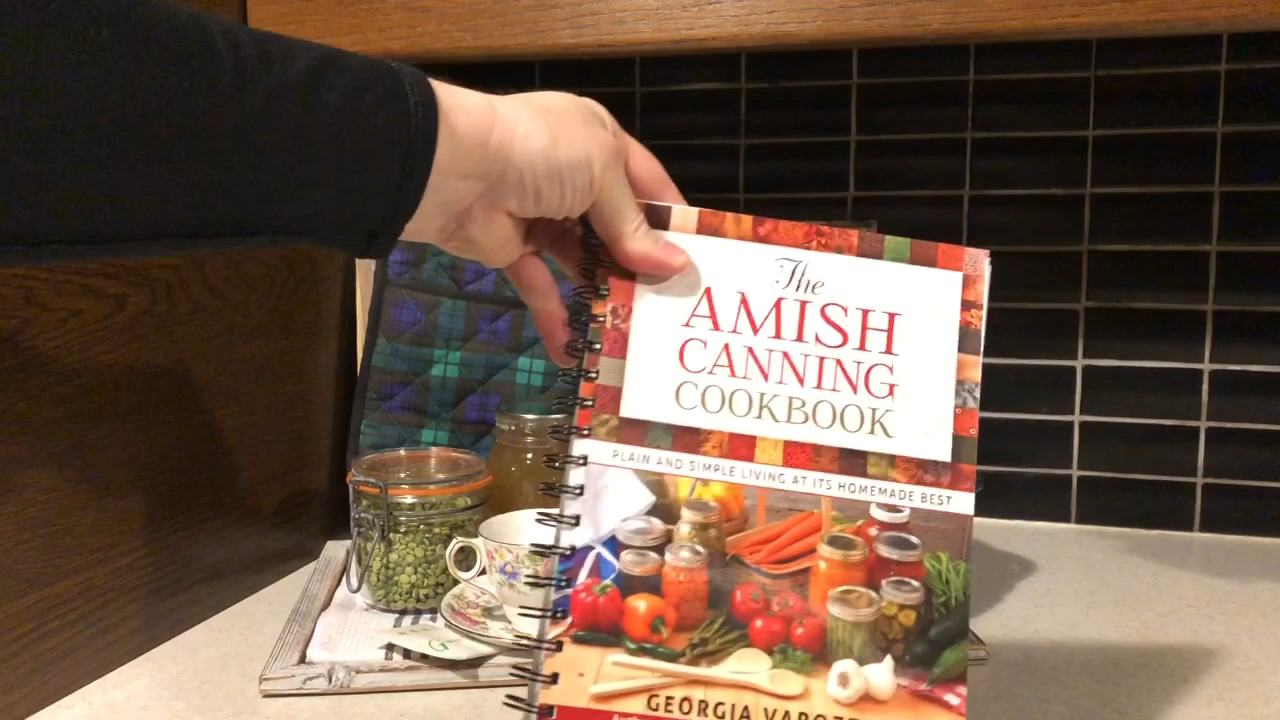 The
AMISH
CANNING
COOKBOOK
PLAIN AND SIMPLE LIVING AT ITS HOMEMADE BEST
GEORGIA
G